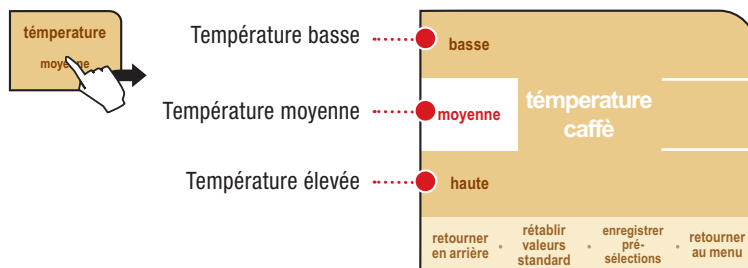 témperature
moyenne
Température basse
basse
Température moyenne
moyenne
témperature
caffè
Température élevée
haute
retourner
en arrière
rétablir
valeurs
standard
enregistrer
pré-
sélections
retourner
au menu